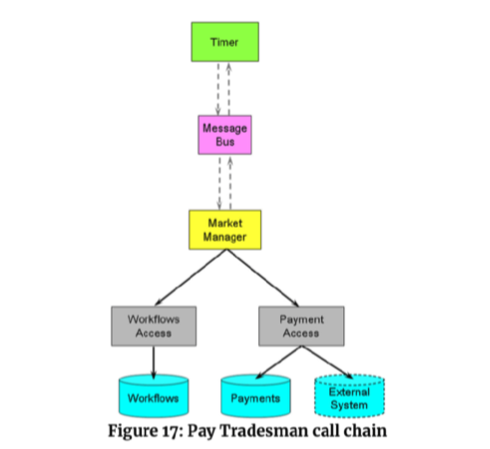 Timer
Message
Bus
Market
Manager
Workflows
Access
Payment
Access
Workflows
Payments
External
System
Figure 17: Pay Tradesman call chain